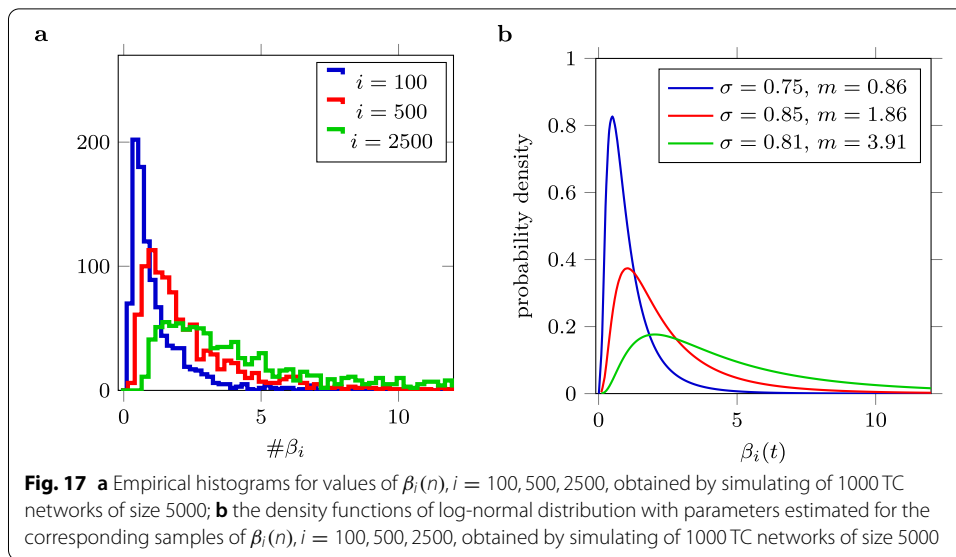 a
i = 100
i = 500
i = 2500
200
100
0
0 5 10
#β_i
b
1
0.8
0.6
0.4
0.2
0
probability density
σ = 0.75, m = 0.86
σ = 0.85, m = 1.86
σ = 0.81, m = 3.91
0 5 10
β_i(t)
Fig. 17 a Empirical histograms for values of β_i(n), i = 100, 500, 2500, obtained by simulating of 1000 TC
networks of size 5000; b the density functions of log-normal distribution with parameters estimated for the
corresponding samples of β_i(n), i = 100, 500, 2500, obtained by simulating of 1000 TC networks of size 5000